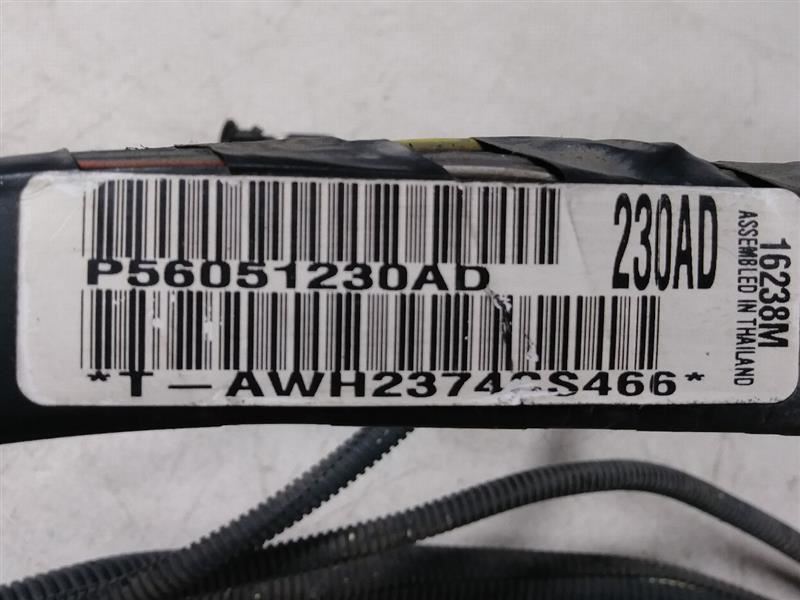 P56051230AD
230AD
*T-AWH2374CS466*
16238M
ASSEMBLED IN THAILAND